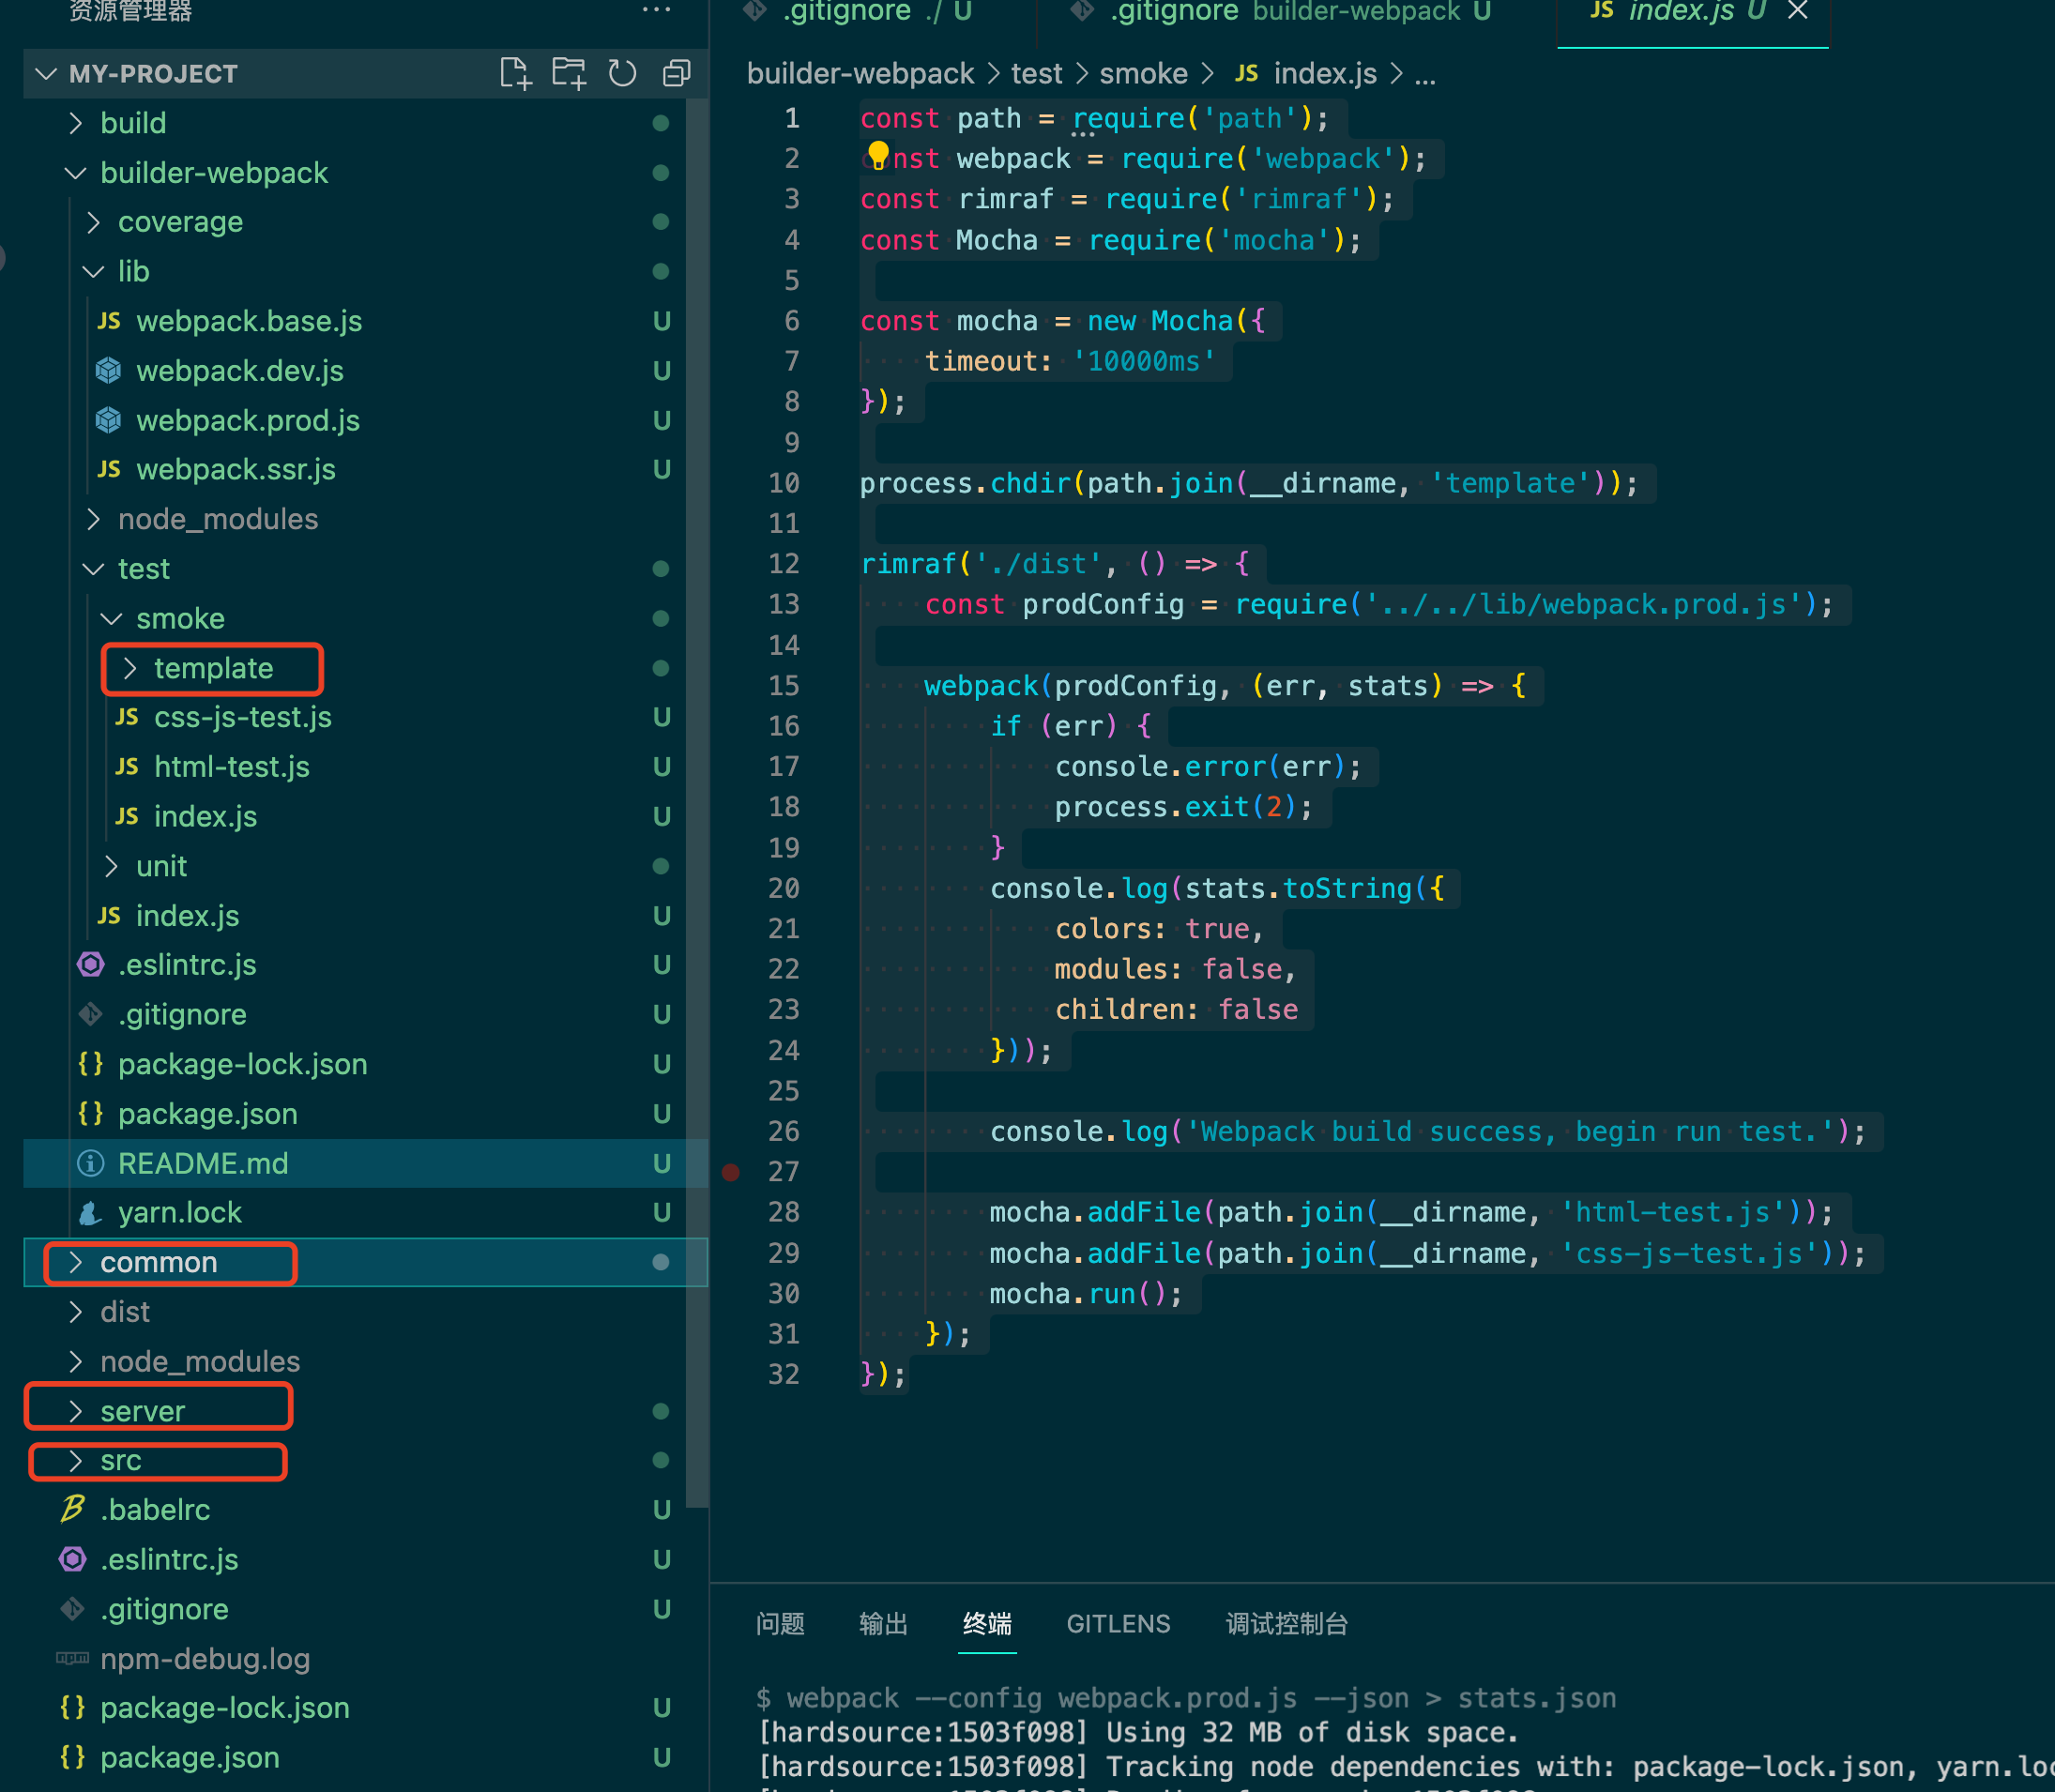 资源管理器
MY-PROJECT
build
builder-webpack
coverage
lib
JS webpack.base.js U
webpack.dev.js U
webpack.prod.js U
JS webpack.ssr.js U
node_modules
test
smoke
template
JS css-js-test.js U
JS html-test.js U
JS index.js U
unit
JS index.js U
.eslintrc.js U
.gitignore U
{} package-lock.json U
{} package.json U
README.md U
yarn.lock U
common
dist
node_modules
server
src
.babelrc U
.eslintrc.js U
.gitignore U
npm-debug.log
{} package-lock.json U
{} package.json U
.gitignore ./ U
.gitignore builder-webpack U
JS index.js U
builder-webpack > test > smoke > JS index.js > ...
1 const path = require('path');
2 const webpack = require('webpack');
3 const rimraf = require('rimraf');
4 const Mocha = require('mocha');
5
6 const mocha = new Mocha({
7     timeout: '10000ms'
8 });
9
10 process.chdir(path.join(__dirname, 'template'));
11
12 rimraf('./dist', () => {
13     const prodConfig = require('../../lib/webpack.prod.js');
14
15     webpack(prodConfig, (err, stats) => {
16         if (err) {
17             console.error(err);
18             process.exit(2);
19         }
20         console.log(stats.toString({
21             colors: true,
22             modules: false,
23             children: false
24         }));
25
26         console.log('Webpack build success, begin run test.');
27
28         mocha.addFile(path.join(__dirname, 'html-test.js'));
29         mocha.addFile(path.join(__dirname, 'css-js-test.js'));
30         mocha.run();
31     });
32 });
问题 输出 终端 GITLENS 调试控制台
$ webpack --config webpack.prod.js --json > stats.json
[hardsource:1503f098] Using 32 MB of disk space.
[hardsource:1503f098] Tracking node dependencies with: package-lock.json, yarn.lo